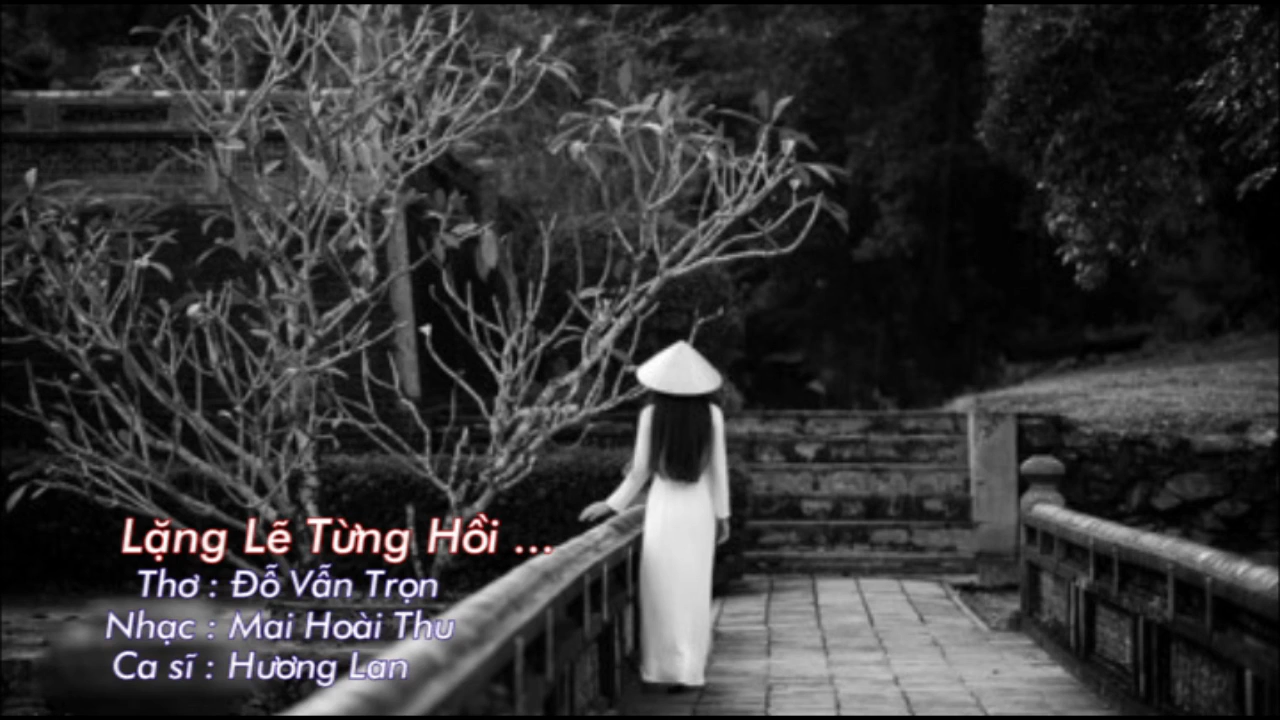 Lặng Lẽ Từng Hồi ...
Thơ : Đỗ Vẫn Trọn
Nhạc : Mai Hoài Thu
Ca sĩ : Hương Lan